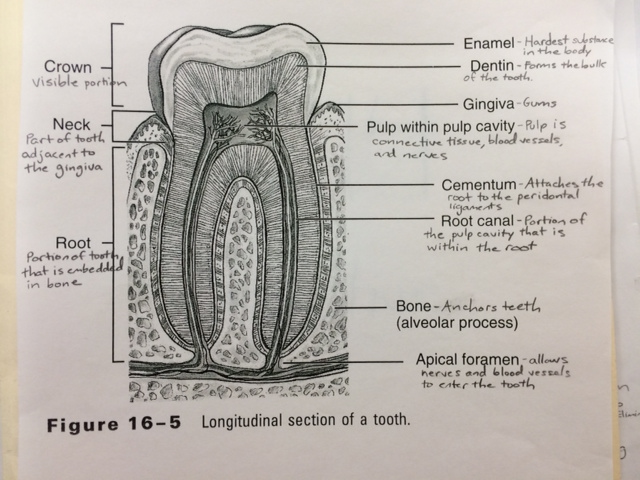 Crown
Visible portion
Neck
Part of tooth
adjacent to
the gingiva
Root
Portion of tooth
that is embedded
in bone
Enamel - Hardest substance
in the body
Dentin - Forms the bulk
of the tooth.
Gingiva - Gums
Pulp within pulp cavity - Pulp is
connective tissue, blood vessels,
and nerves
Cementum - Attaches the
root to the peridontal
ligaments
Root canal - Portion of
the pulp cavity that is
within the root
Bone - Anchors teeth
(alveolar process)
Apical foramen - allows
nerves and blood vessels
to enter the tooth
Figure 16-5 Longitudinal section of a tooth.